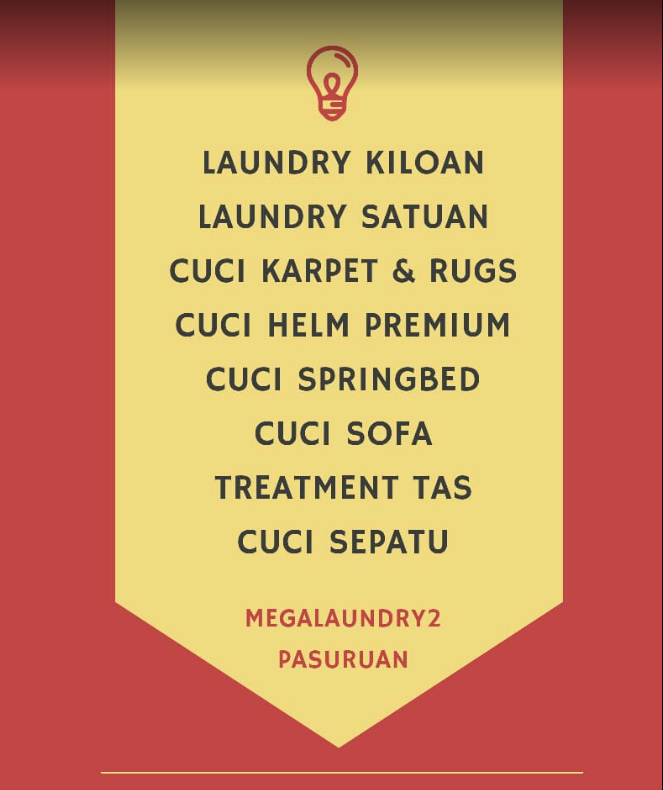 LAUNDRY KILOAN
LAUNDRY SATUAN
CUCI KARPET & RUGS
CUCI HELM PREMIUM
CUCI SPRINGBED
CUCI SOFA
TREATMENT TAS
CUCI SEPATU
MEGALAUNDRY2
PASURUAN